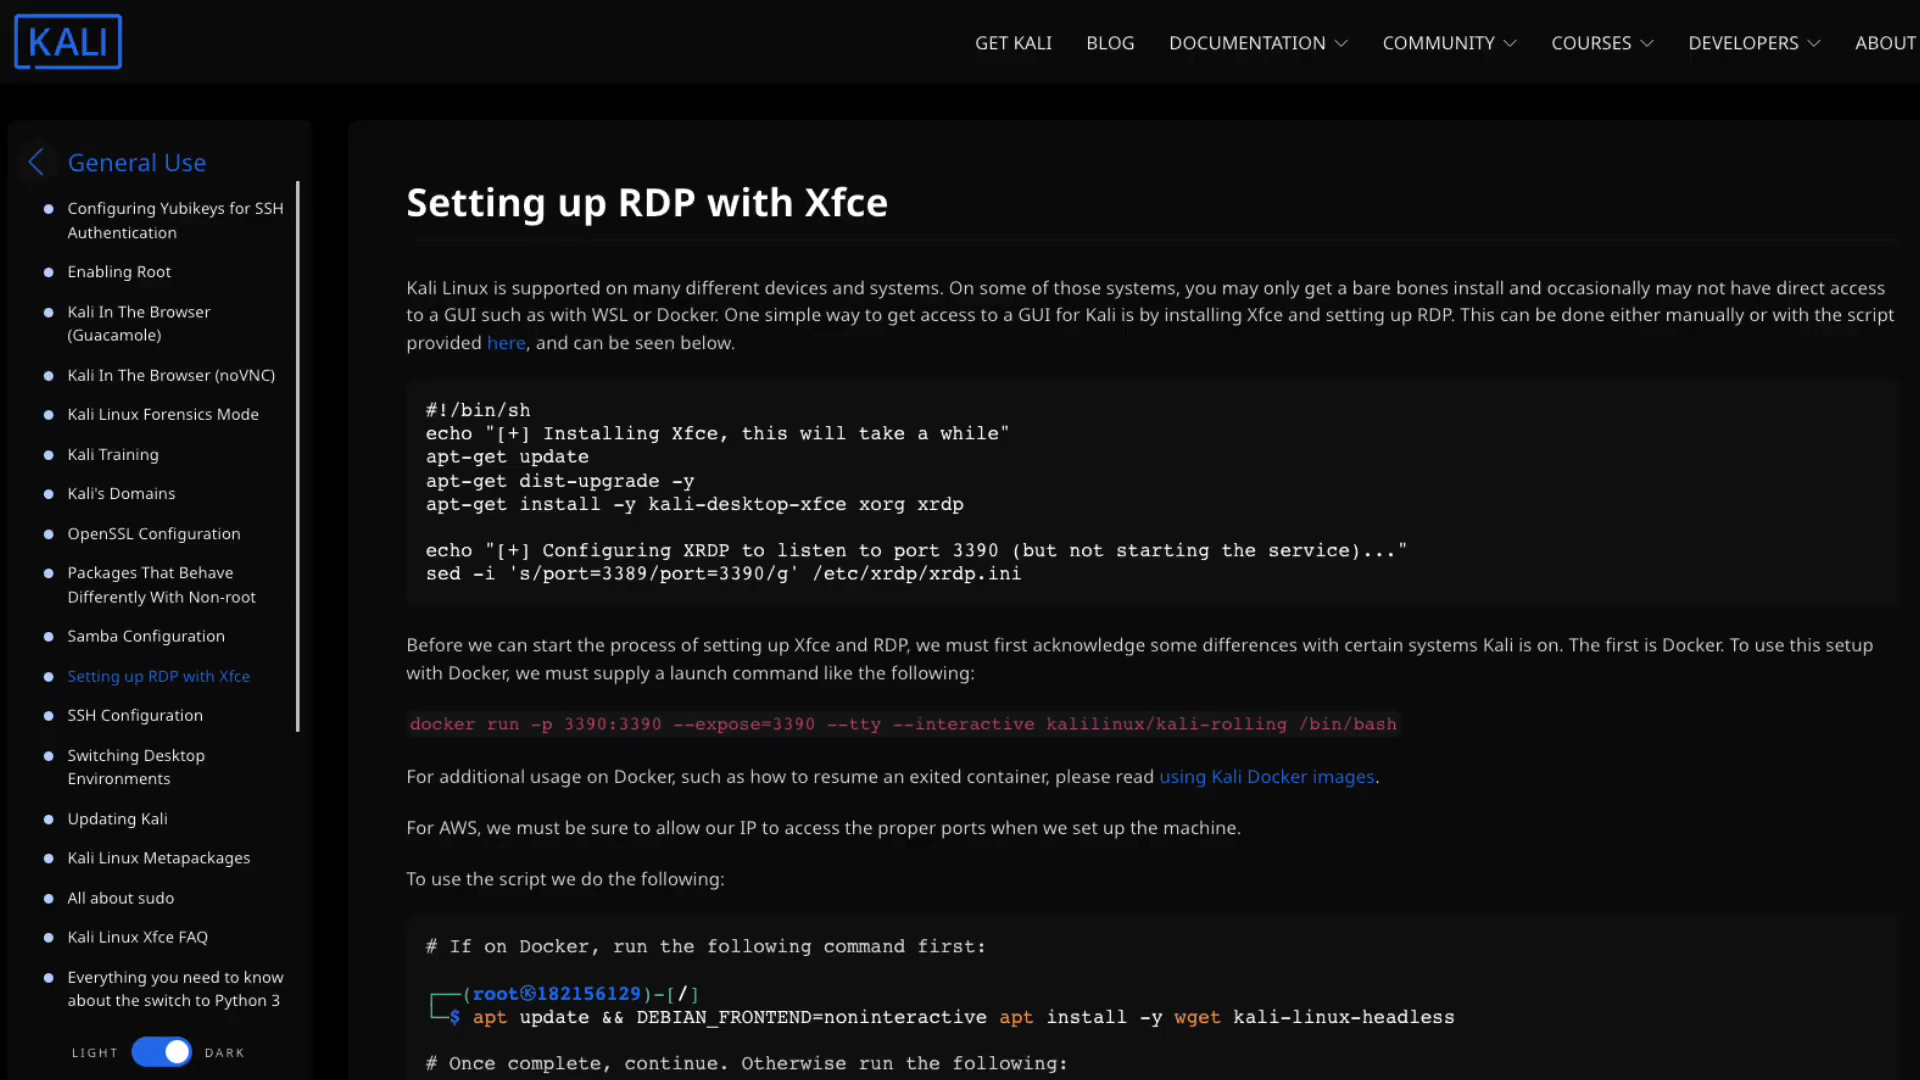 KALI
GET KALI
BLOG
DOCUMENTATION
COMMUNITY
COURSES
DEVELOPERS
ABOUT
General Use
Configuring Yubikeys for SSH
Authentication
Enabling Root
Kali In The Browser
(Guacamole)
Kali In The Browser (noVNC)
Kali Linux Forensics Mode
Kali Training
Kali's Domains
OpenSSL Configuration
Packages That Behave
Differently With Non-root
Samba Configuration
Setting up RDP with Xfce
SSH Configuration
Switching Desktop
Environments
Updating Kali
Kali Linux Metapackages
All about sudo
Kali Linux Xfce FAQ
Everything you need to know
about the switch to Python 3
LIGHT
DARK
Setting up RDP with Xfce
Kali Linux is supported on many different devices and systems. On some of those systems, you may only get a bare bones install and occasionally may not have direct access
to a GUI such as with WSL or Docker. One simple way to get access to a GUI for Kali is by installing Xfce and setting up RDP. This can be done either manually or with the script
provided here, and can be seen below.
#!/bin/sh
echo "[+] Installing Xfce, this will take a while"
apt-get update
apt-get dist-upgrade -y
apt-get install -y kali-desktop-xfce xorg xrdp
echo "[+] Configuring XRDP to listen to port 3390 (but not starting the service)..."
sed -i 's/port=3389/port=3390/g' /etc/xrdp/xrdp.ini
Before we can start the process of setting up Xfce and RDP, we must first acknowledge some differences with certain systems Kali is on. The first is Docker. To use this setup
with Docker, we must supply a launch command like the following:
docker run -p 3390:3390 --expose=3390 --tty --interactive kalilinux/kali-rolling /bin/bash
For additional usage on Docker, such as how to resume an exited container, please read using Kali Docker images.
For AWS, we must be sure to allow our IP to access the proper ports when we set up the machine.
To use the script we do the following:
# If on Docker, run the following command first:
┌──(root㉿182156129)-[/]
└─$ apt update && DEBIAN_FRONTEND=noninteractive apt install -y wget kali-linux-headless
# Once complete, continue. Otherwise run the following: